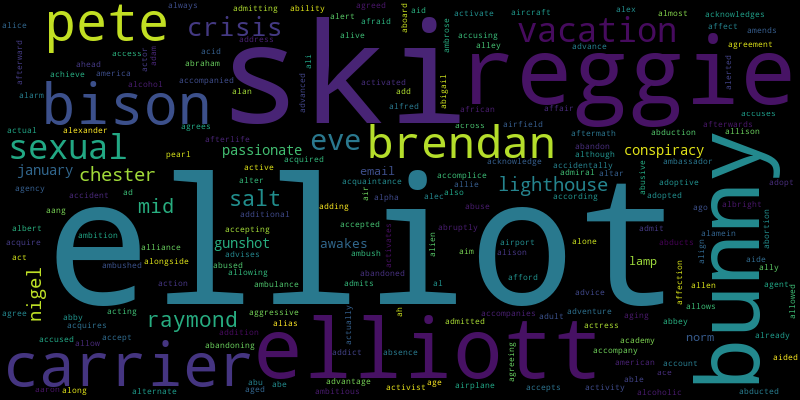 alice always admitting ability alert afraid aboard aid activate aircraft alex almost acknowledges
pete crisis ski reggie vacation affect amends
afterward access actor adam address alive ali ambrose accusing alley advance agreement
achieve ahead america acid abraham accompanied alan advanced activated add alfred abigail african affair alerted accuses
alarm bison alcohol airfield afterwards
actual alexander agrees afterlife across aftermath abduction allison
sexual eve brendan acknowledge abandon although conspiracy
pearl passionate acquired accidentally ambassador
january chester active email accomplice admiral altar abusive adoptive adopt
agency accident ad alter acquaintance allie lighthouse
aang mid salt additional adding air alpha alec also according adopted ago albright abortion
albert ambition accepting accepted abuse abruptly alamein
acquire alliance gunshot awakes activates alien airport alone admit align bunny
act alongside advises ambush aim alison abducts aide
ambushed abused abandoned lamp ally
elliot
nigel action allowing ambulance admits al afford affection allen agent allowed
abby acquires aggressive actually ah accompanies advice adventure abbey allows
agree acting raymond alias admitted adult actress aging
accused accept abandoning addition addict absence agreeing academy norm already
carrier allow elliott accompany american account aided
aaron along alternate abu aged abe advantage ambitious activist age airplane accepts activity able ace alcoholic abducted